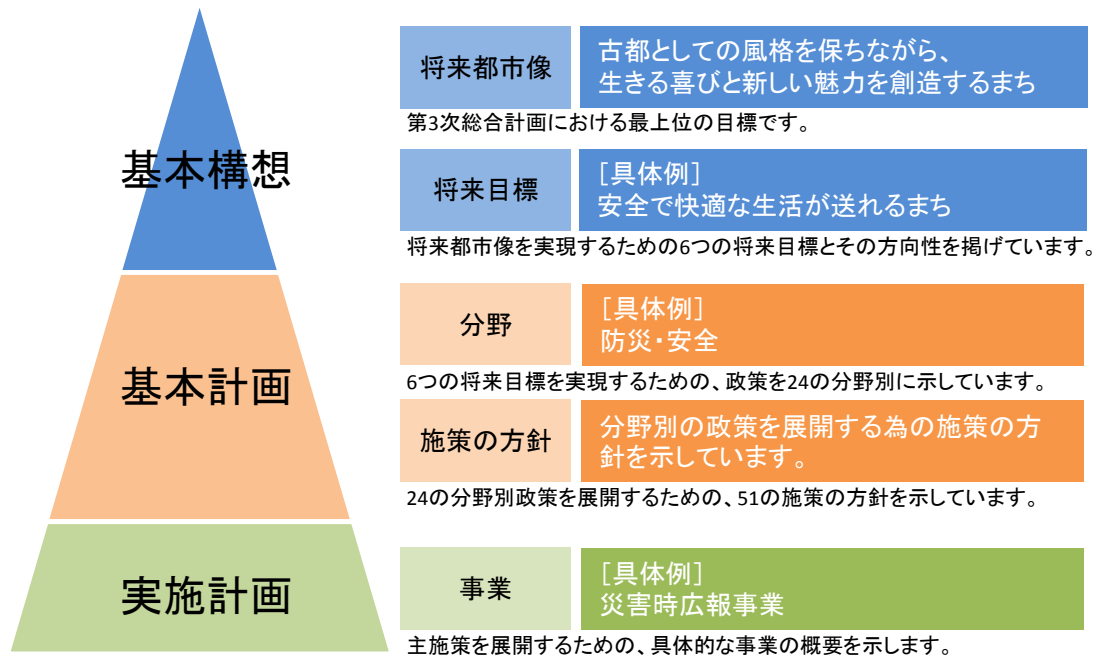 基本構想
将来都市像
古都としての風格を保ちながら、
生きる喜びと新しい魅力を創造するまち
第3次総合計画における最上位の目標です。
将来目標
［具体例］
安全で快適な生活が送れるまち
将来都市像を実現するための6つの将来目標とその方向性を掲げています。
基本計画
分野
［具体例］
防災・安全
6つの将来目標を実現するための、政策を24の分野別に示しています。
施策の方針
分野別の政策を展開する為の施策の方
針を示しています。
24の分野別政策を展開するための、51の施策の方針を示しています。
実施計画
事業
［具体例］
災害時広報事業
主施策を展開するための、具体的な事業の概要を示します。